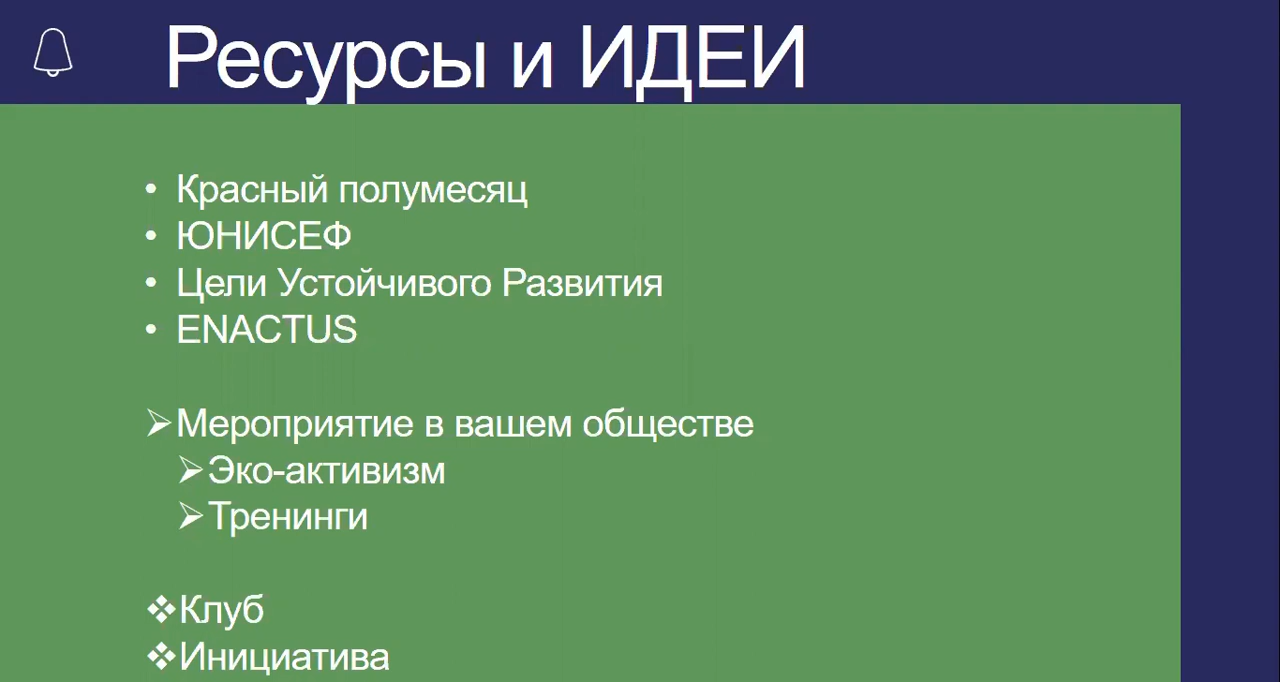 Ресурсы и ИДЕИ
• Красный полумесяц
• ЮНИСЕФ
• Цели Устойчивого Развития
• ENACTUS
➢Мероприятие в вашем обществе
➢Эко-активизм
➢Тренинги
❖Клуб
❖Инициатива